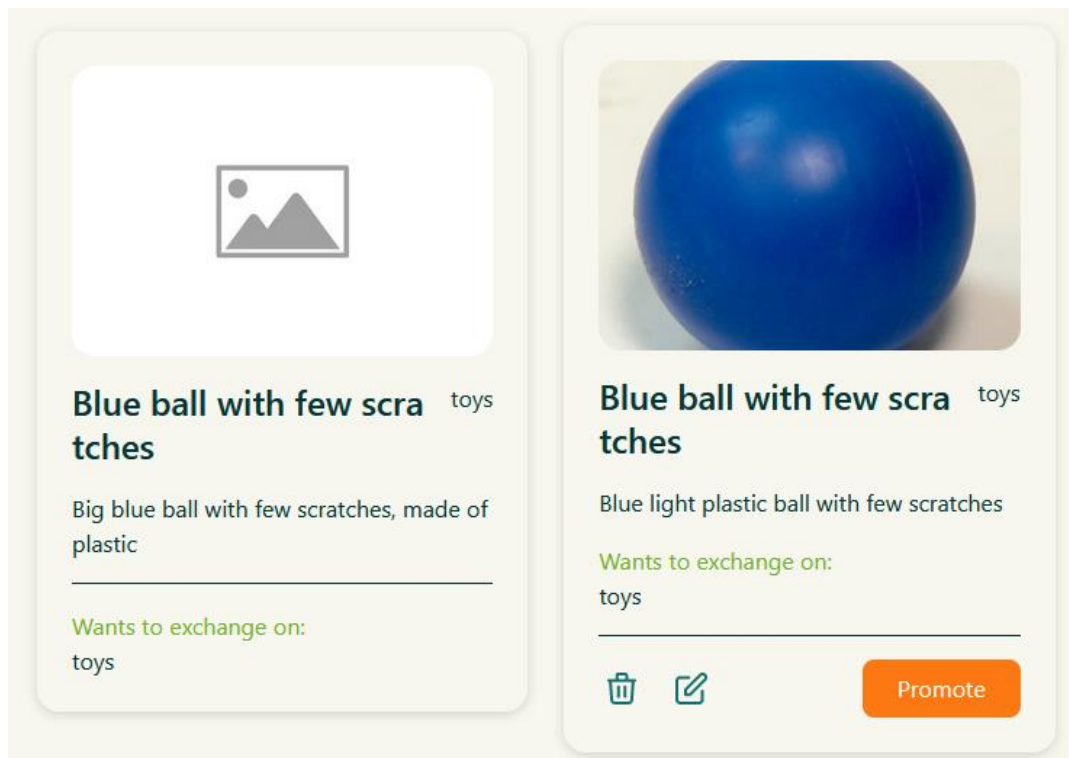 Blue ball with few scra
tches
toys
Big blue ball with few scratches, made of
plastic
Wants to exchange on:
toys
Blue ball with few scra
tches
toys
Blue light plastic ball with few scratches
Wants to exchange on:
toys
Promote